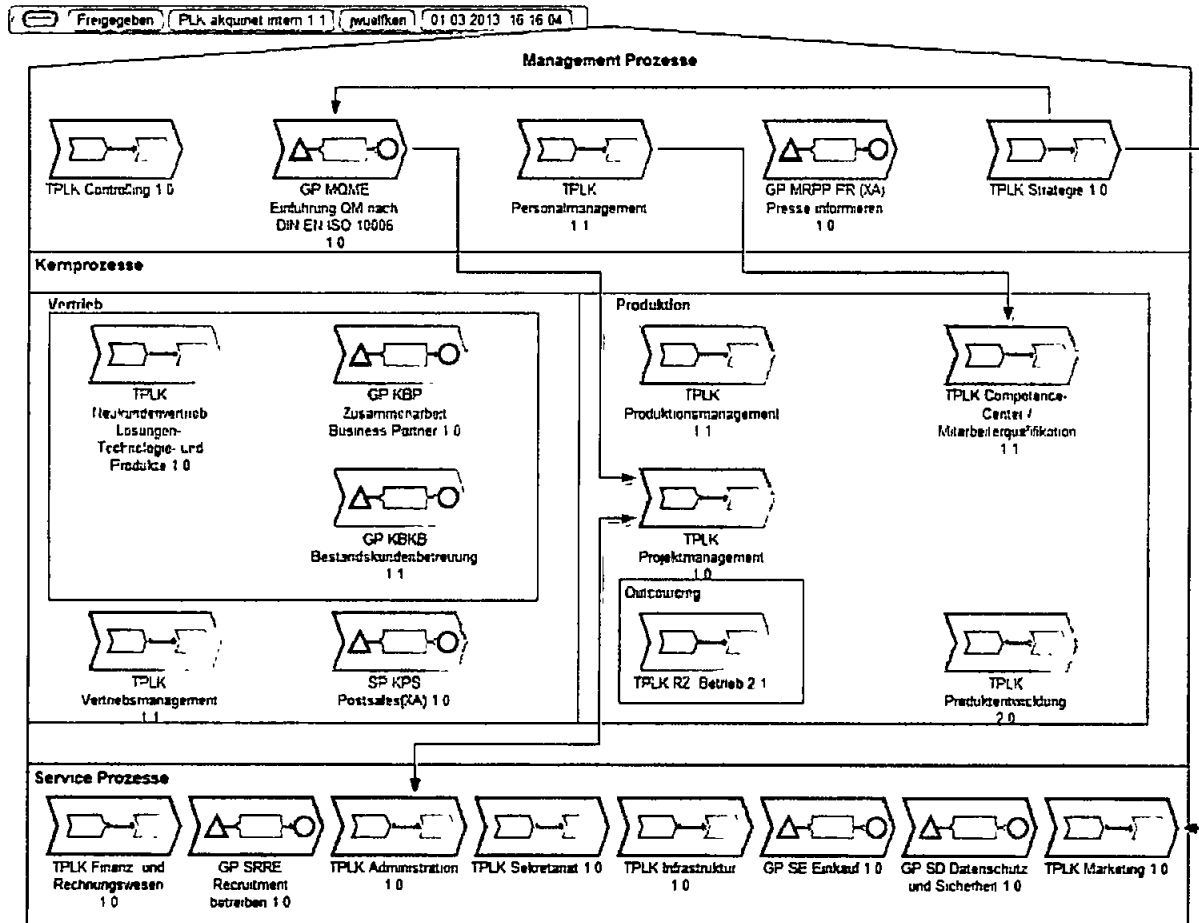 Freigegeben PLK akquinet intern 1 1 jwuelfken 01 03 2013 16 16 04
Management Prozesse
TPLK Controlling 1 0
GP MQME
Einführung QM nach
DIN EN ISO 10006
1 0
TPLK
Personalmanagement
1 1
GP MRPP PR (XA)
Presse informieren
1 0
TPLK Strategie 1 0
Kernprozesse
Vertrieb
TPLK
Neukundenvertrieb
Lösungen-
Technologie- und
Produkte 1 0
GP KBP
Zusammenarbeit
Business Partner 1 0
GP KBKB
Bestandskundenbetreuung
1 1
TPLK
Vertriebsmanagement
1 1
SP KPS
Postsales(XA) 1 0
Produktion
TPLK
Produktionsmanagement
1 1
TPLK Competence-
Center /
Mitarbeiterqualifikation
1 1
TPLK
Projektmanagement
1 0
Outsourcing
TPLK RZ Betrieb 2 1
TPLK
Produktentwicklung
2 0
Service Prozesse
TPLK Finanz und
Rechnungswesen
1 0
GP SRRE
Recruitment
betreiben 1 0
TPLK Administration
1 0
TPLK Sekretariat 1 0
TPLK Infrastruktur
1 0
GP SE Einkauf 1 0
GP SD Datenschutz
und Sicherheit 1 0
TPLK Marketing 1 0